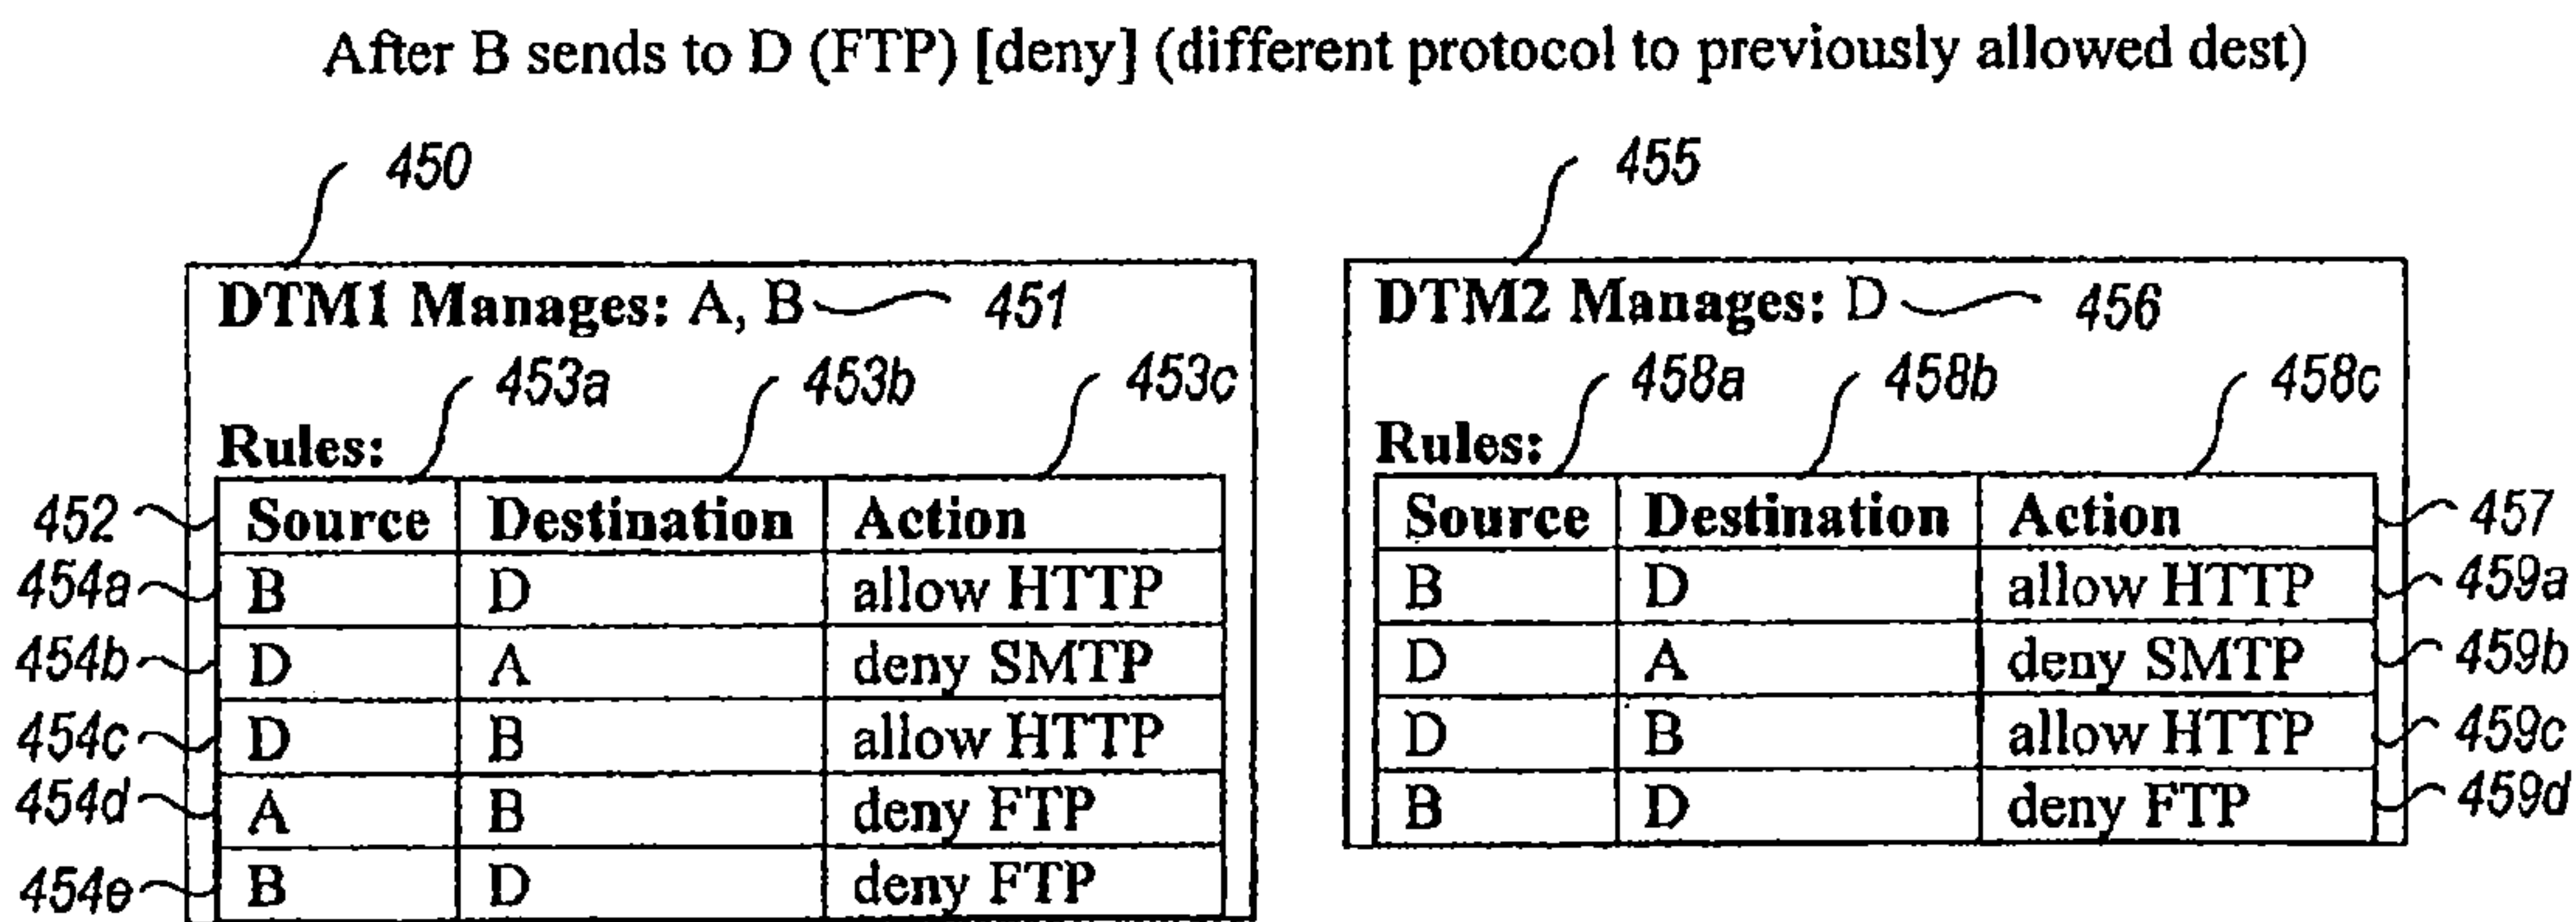 After B sends to D (FTP) [deny] (different protocol to previously allowed dest)
450
DTM1 Manages: A, B 451
453a 453b 453c
Rules:
452 Source Destination Action
454a B D allow HTTP
454b D A deny SMTP
454c D B allow HTTP
454d A B deny FTP
454e B D deny FTP
455
DTM2 Manages: D 456
458a 458b 458c
Rules:
Source Destination Action 457
B D allow HTTP 459a
D A deny SMTP 459b
D B allow HTTP 459c
B D deny FTP 459d